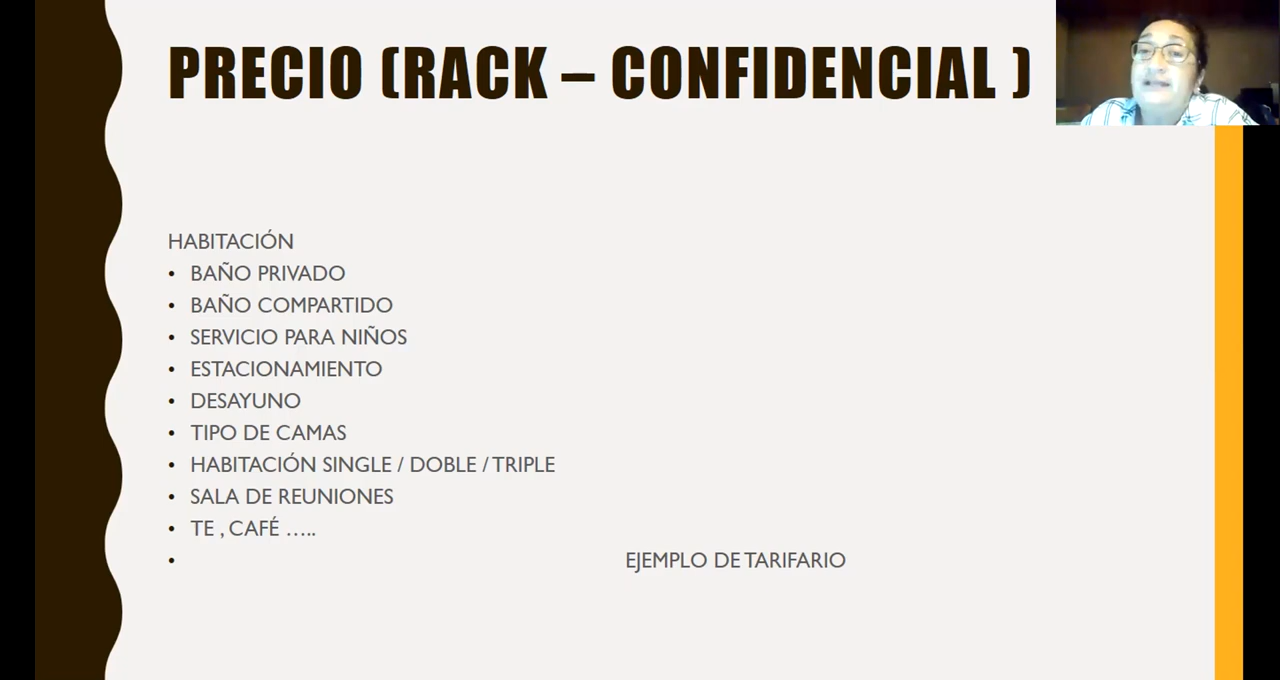 PRECIO (RACK – CONFIDENCIAL )
HABITACIÓN
• BAÑO PRIVADO
• BAÑO COMPARTIDO
• SERVICIO PARA NIÑOS
• ESTACIONAMIENTO
• DESAYUNO
• TIPO DE CAMAS
• HABITACIÓN SINGLE / DOBLE / TRIPLE
• SALA DE REUNIONES
• TE , CAFÉ …..
• EJEMPLO DE TARIFARIO